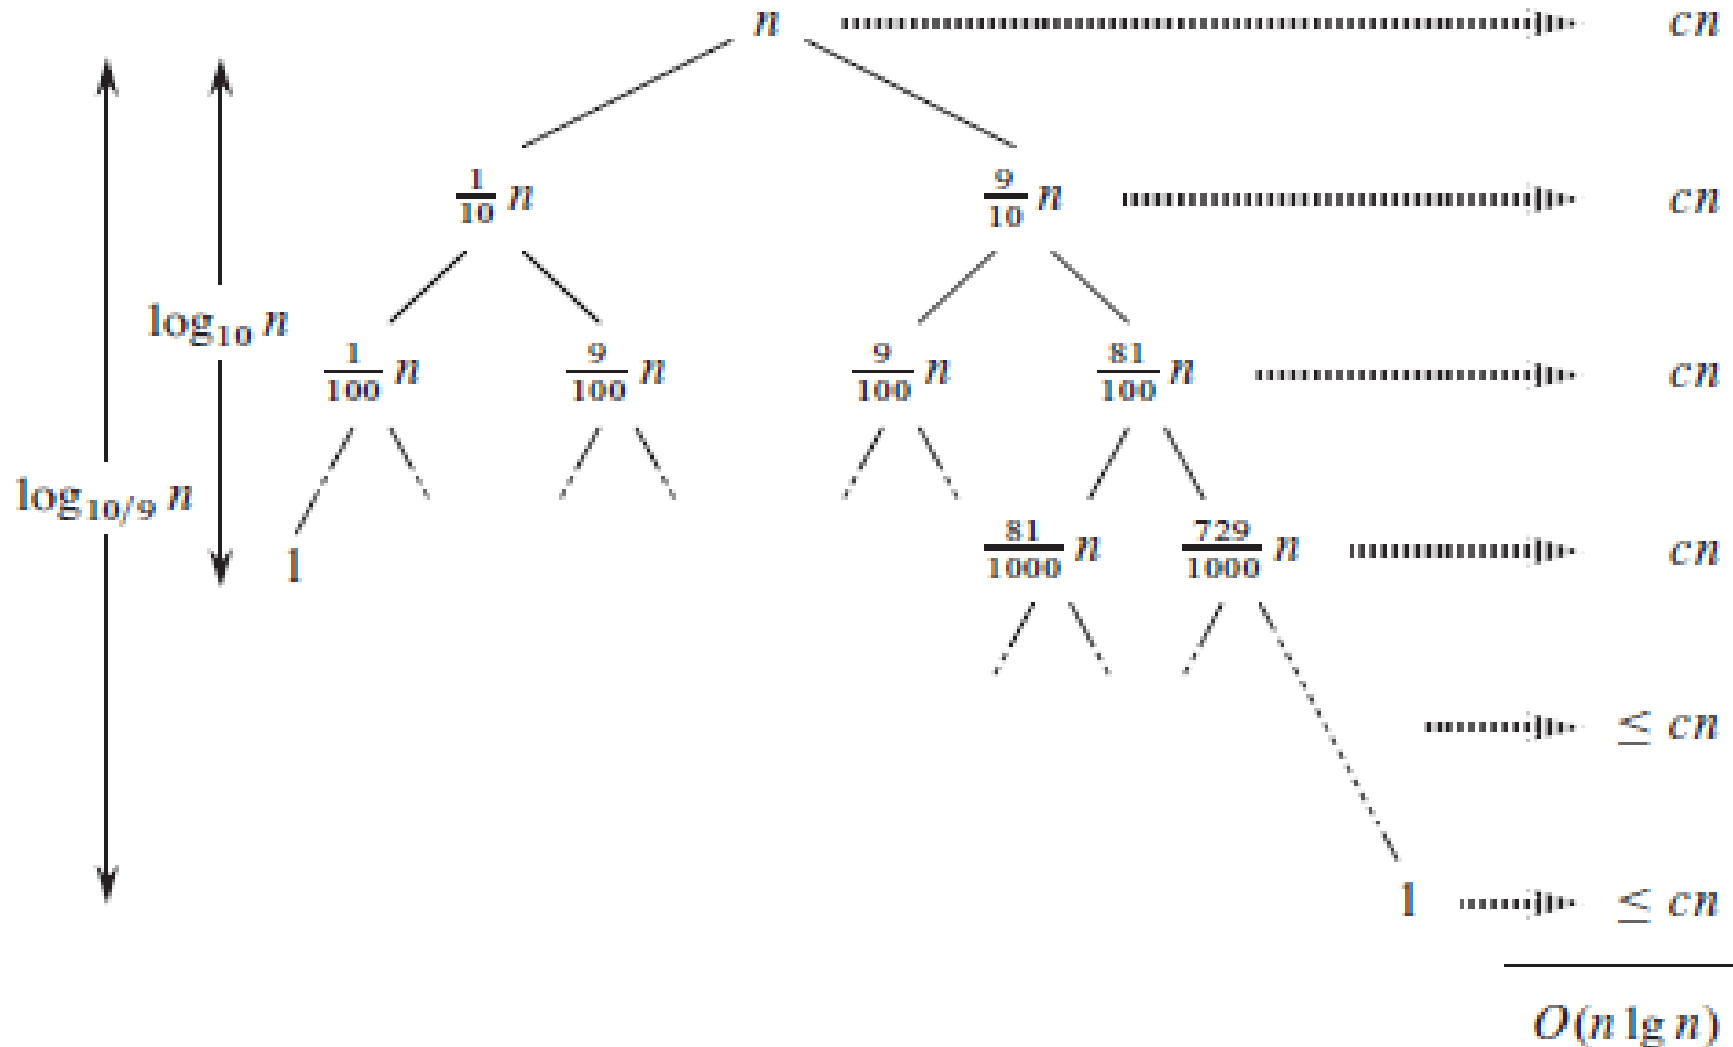 n cn
1/10 n 9/10 n cn
log₁₀ n
1/100 n 9/100 n 9/100 n 81/100 n cn
log₁₀/₉ n
1 81/1000 n 729/1000 n cn
≤ cn
1 ≤ cn
O(n lg n)